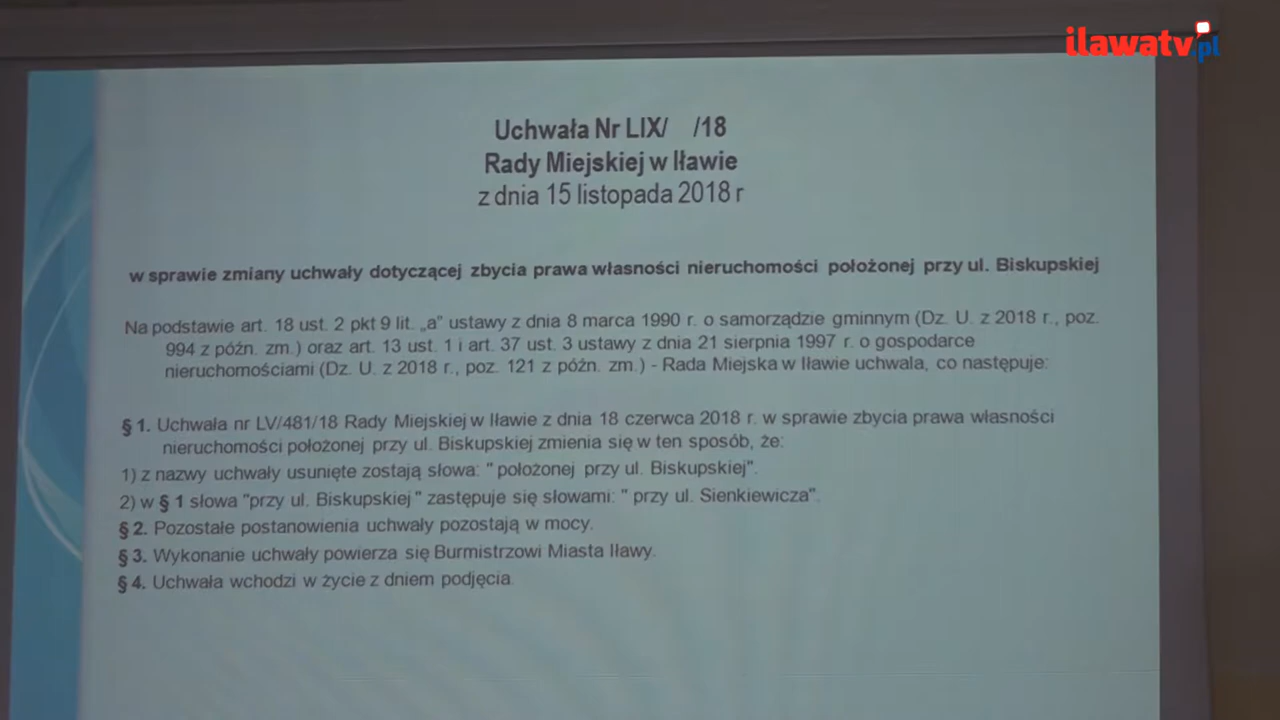 ilawatv.pl
Uchwała Nr LIX/ /18
Rady Miejskiej w Iławie
z dnia 15 listopada 2018 r
w sprawie zmiany uchwały dotyczącej zbycia prawa własności nieruchomości położonej przy ul. Biskupskiej
Na podstawie art. 18 ust. 2 pkt 9 lit. „a” ustawy z dnia 8 marca 1990 r. o samorządzie gminnym (Dz. U. z 2018 r., poz.
994 z późn. zm.) oraz art. 13 ust. 1 i art. 37 ust. 3 ustawy z dnia 21 sierpnia 1997 r. o gospodarce
nieruchomościami (Dz. U. z 2018 r., poz. 121 z późn. zm.) - Rada Miejska w Iławie uchwala, co następuje:
§ 1. Uchwała nr LV/481/18 Rady Miejskiej w Iławie z dnia 18 czerwca 2018 r. w sprawie zbycia prawa własności
nieruchomości położonej przy ul. Biskupskiej zmienia się w ten sposób, że:
1) z nazwy uchwały usunięte zostają słowa: " położonej przy ul. Biskupskiej".
2) w § 1 słowa "przy ul. Biskupskiej " zastępuje się słowami: " przy ul. Sienkiewicza".
§ 2. Pozostałe postanowienia uchwały pozostają w mocy.
§ 3. Wykonanie uchwały powierza się Burmistrzowi Miasta Iławy.
§ 4. Uchwała wchodzi w życie z dniem podjęcia.